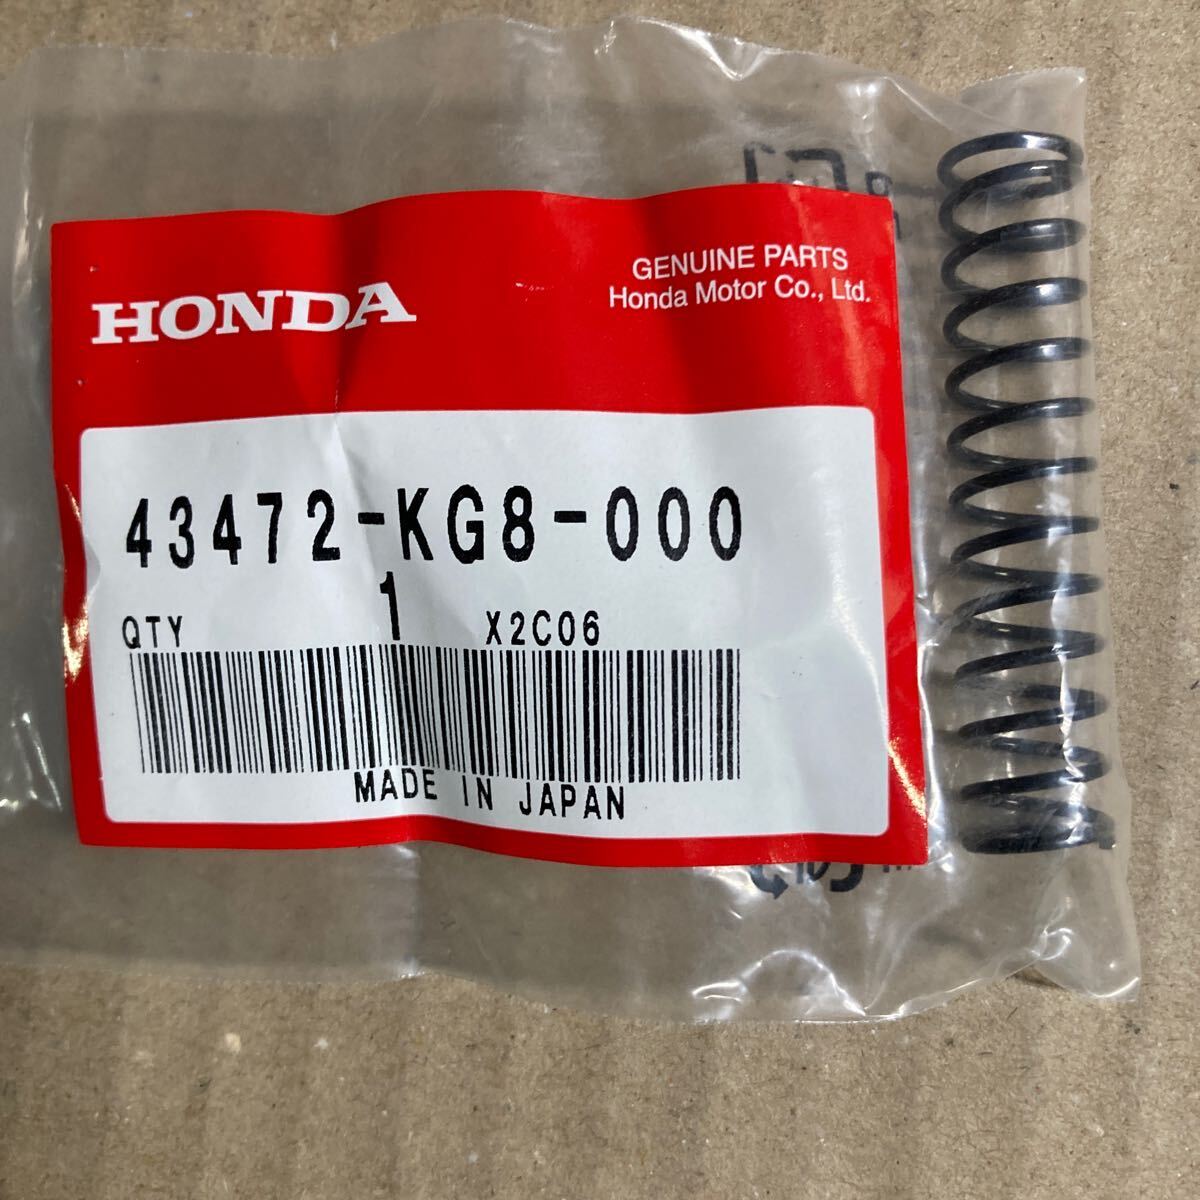 HONDA
GENUINE PARTS
Honda Motor Co., Ltd.
43472-KG8-000
QTY 1 X2C06
MADE IN JAPAN